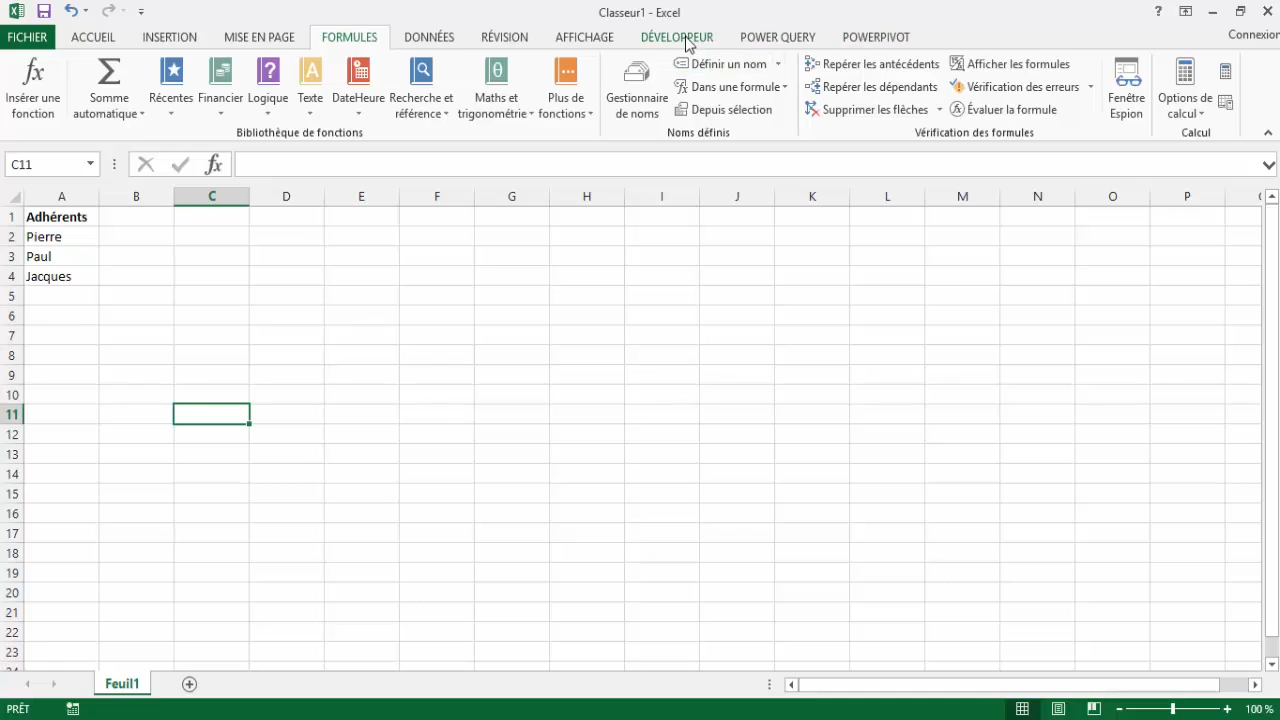 Classeur1 - Excel
FICHIER ACCUEIL INSERTION MISE EN PAGE FORMULES DONNÉES RÉVISION AFFICHAGE DÉVELOPPEUR POWER QUERY POWERPIVOT Connexion
Insérer une fonction
Somme automatique
Récentes
Financier
Logique
Texte
DateHeure
Recherche et référence
Maths et trigonométrie
Plus de fonctions
Bibliothèque de fonctions
Gestionnaire de noms
Définir un nom
Dans une formule
Depuis sélection
Noms définis
Repérer les antécédents
Repérer les dépendants
Supprimer les flèches
Afficher les formules
Vérification des erreurs
Évaluer la formule
Vérification des formules
Fenêtre Espion
Options de calcul
Calcul
C11 fx
A B C D E F G H I J K L M N O P
1 Adhérents
2 Pierre
3 Paul
4 Jacques
5
6
7
8
9
10
11
12
13
14
15
16
17
18
19
20
21
22
23
Feuil1
PRÊT 100 %